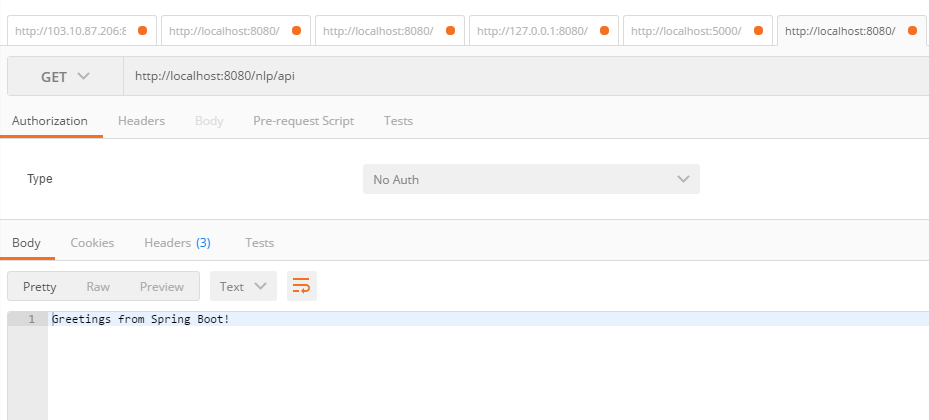 http://103.10.87.206:8 http://localhost:8080/ http://localhost:8080/ http://127.0.0.1:8080/ http://localhost:5000/ http://localhost:8080/
GET http://localhost:8080/nlp/api
Authorization Headers Body Pre-request Script Tests
Type No Auth
Body Cookies Headers (3) Tests
Pretty Raw Preview Text
1 Greetings from Spring Boot!